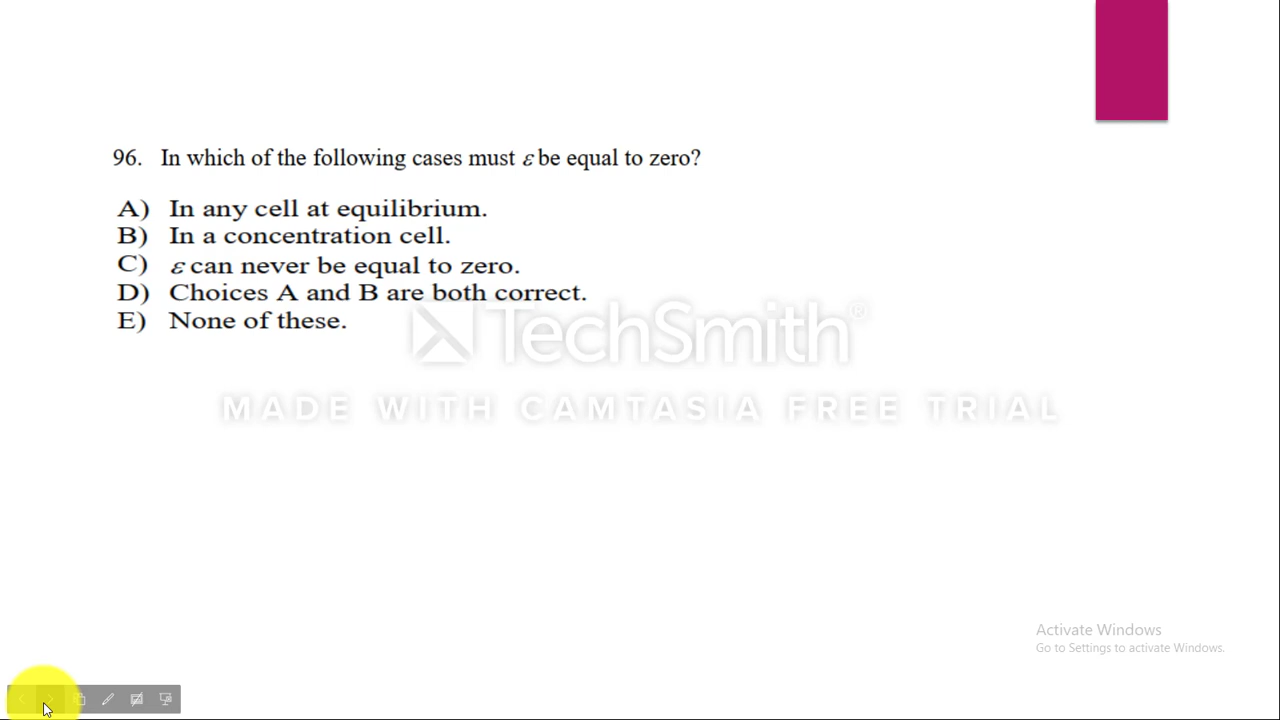 96. In which of the following cases must ε be equal to zero?
A) In any cell at equilibrium.
B) In a concentration cell.
C) ε can never be equal to zero.
D) Choices A and B are both correct.
E) None of these.
TechSmith®
MADE WITH CAMTASIA FREE TRIAL
Activate Windows
Go to Settings to activate Windows.